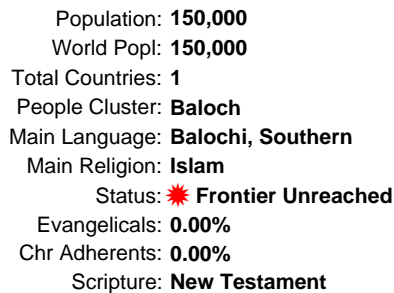 Population: 150,000
World Popl: 150,000
Total Countries: 1
People Cluster: Baloch
Main Language: Balochi, Southern
Main Religion: Islam
Status: Frontier Unreached
Evangelicals: 0.00%
Chr Adherents: 0.00%
Scripture: New Testament